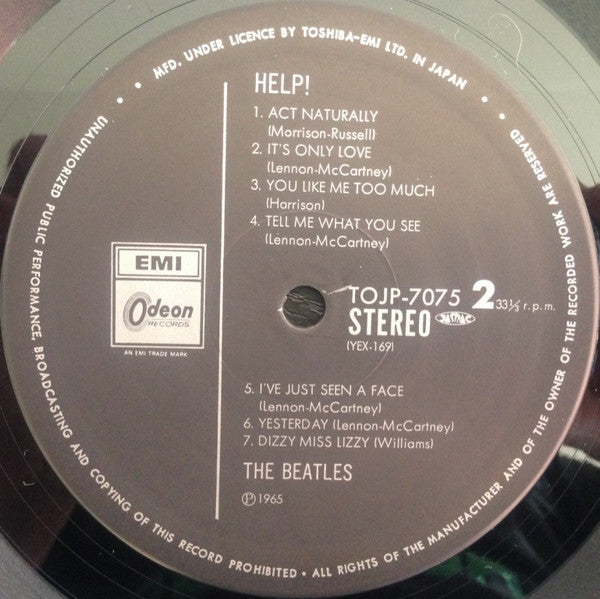 MFD. UNDER LICENCE BY TOSHIBA-EMI LTD. IN JAPAN
HELP!
1. ACT NATURALLY
(Morrison-Russell)
2. IT'S ONLY LOVE
(Lennon-McCartney)
3. YOU LIKE ME TOO MUCH
(Harrison)
4. TELL ME WHAT YOU SEE
(Lennon-McCartney)
EMI
Odeon
RECORDS
AN EMI TRADE MARK
TOJP-7075 2 33⅓ r.p.m.
STEREO JASRAC
(YEX-169)
5. I'VE JUST SEEN A FACE
(Lennon-McCartney)
6. YESTERDAY (Lennon-McCartney)
7. DIZZY MISS LIZZY (Williams)
THE BEATLES
℗1965
UNAUTHORIZED PUBLIC PERFORMANCE, BROADCASTING AND COPYING OF THIS RECORD PROHIBITED • ALL RIGHTS OF THE MANUFACTURER AND OF THE OWNER OF THE RECORDED WORK ARE RESERVED